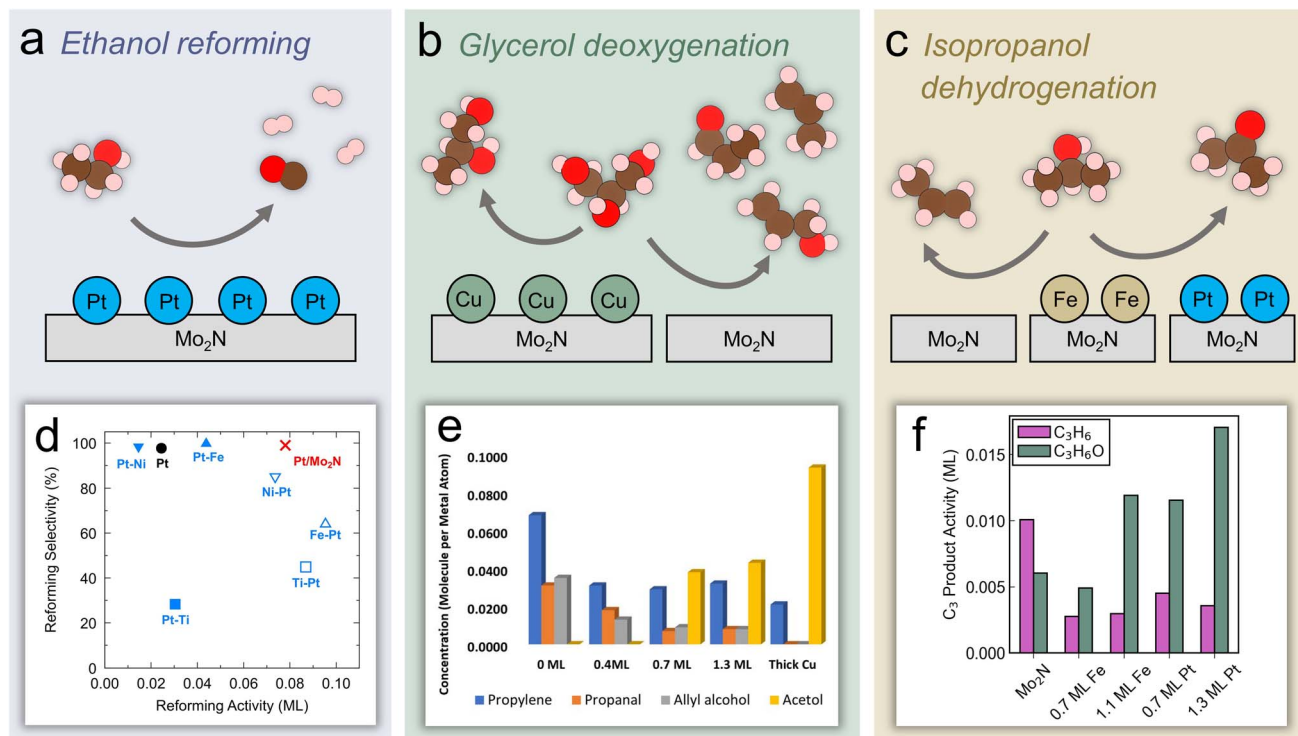 a Ethanol reforming
Pt Pt Pt Pt
Mo₂N
b Glycerol deoxygenation
Cu Cu Cu
Mo₂N Mo₂N
c Isopropanol
dehydrogenation
Fe Fe Pt Pt
Mo₂N Mo₂N Mo₂N
d
Reforming Selectivity (%)
100
80
60
40
20
0
Pt-Ni Pt Pt-Fe Pt/Mo₂N
Ni-Pt
Fe-Pt
Ti-Pt
Pt-Ti
0.00 0.02 0.04 0.06 0.08 0.10
Reforming Activity (ML)
e
Concentration (Molecule per Metal Atom)
0.1000
0.0800
0.0600
0.0400
0.0200
0.0000
0 ML 0.4ML 0.7 ML 1.3 ML Thick Cu
Propylene Propanal Allyl alcohol Acetol
f
C₃H₆
C₃H₆O
C₃ Product Activity (ML)
0.015
0.010
0.005
0.000
Mo₂N 0.7 ML Fe 1.1 ML Fe 0.7 ML Pt 1.3 ML Pt